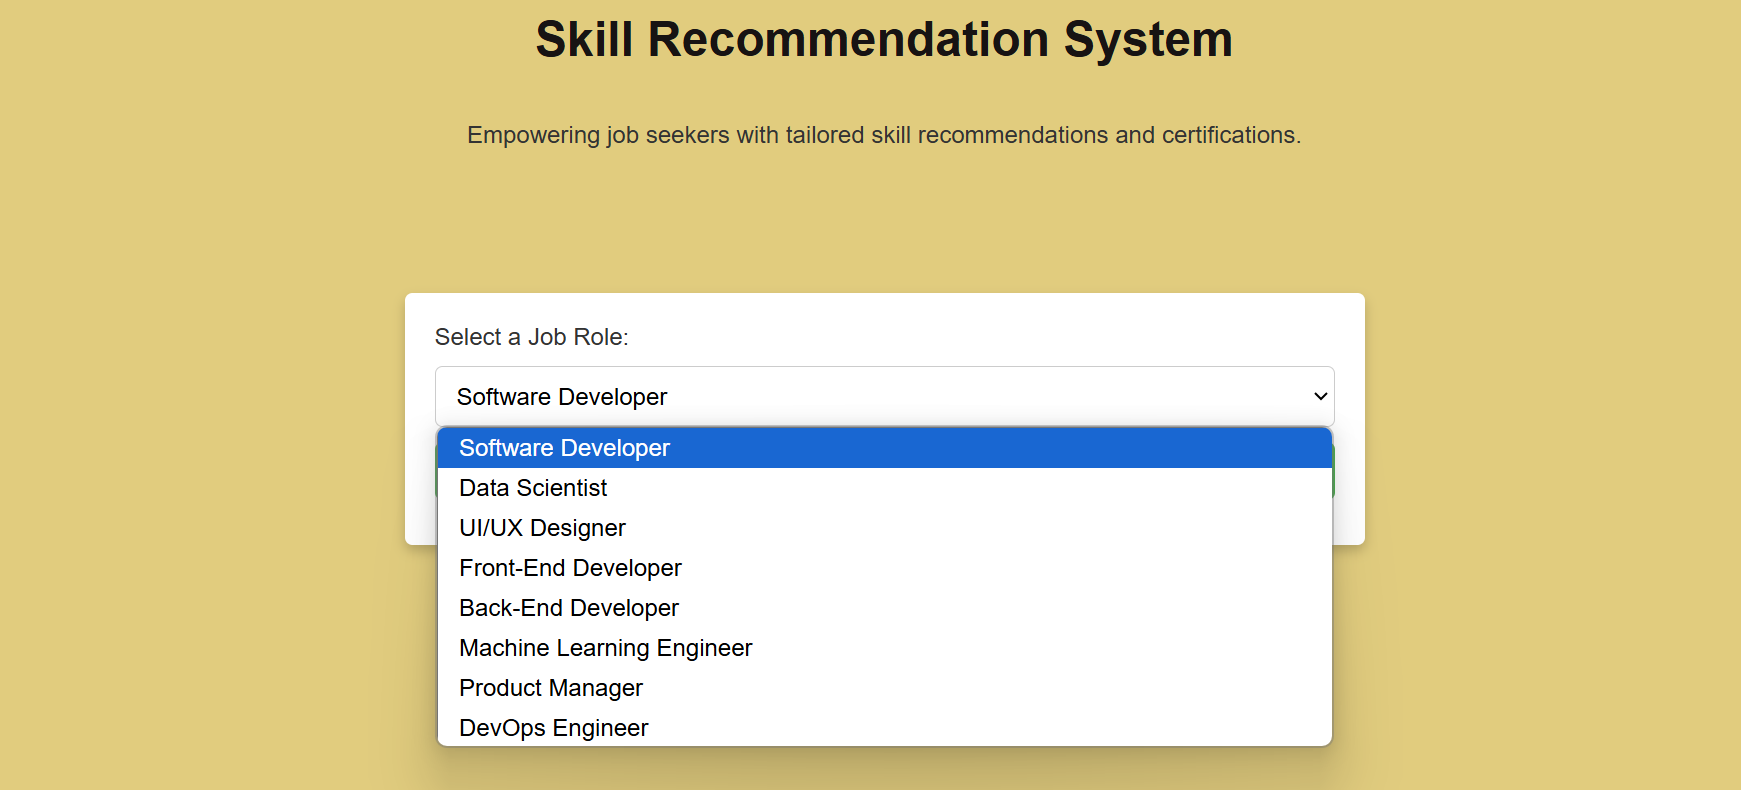 Skill Recommendation System
Empowering job seekers with tailored skill recommendations and certifications.
Select a Job Role:
Software Developer
Software Developer
Data Scientist
UI/UX Designer
Front-End Developer
Back-End Developer
Machine Learning Engineer
Product Manager
DevOps Engineer